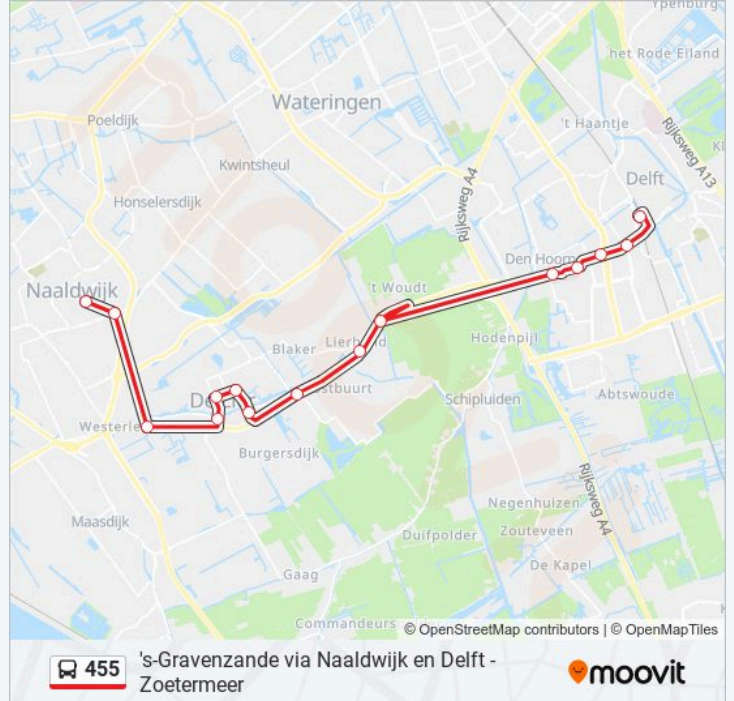 Ypenburg
het Rode Eiland
Wateringen
Poeldijk
't Haantje
Rijksweg A13
Kwintsheul
Rijksweg A4
Delft
Honselersdijk
Den Hoorn
Naaldwijk
't Woudt
Hodenpijl
Blaker
Lier
Abtswoude
De
Schipluiden
Westerlee
Burgersdijk
Rijksweg A4
Negenhuizen
Maasdijk
Zouteveen
Duifpolder
De Kapel
Gaag
Commandeurs
© OpenStreetMap contributors | © OpenMapTiles
455
's-Gravenzande via Naaldwijk en Delft -
Zoetermeer
moovit